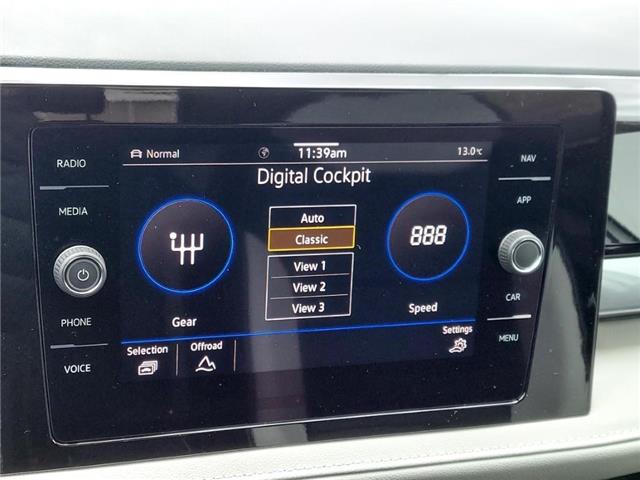 RADIO
MEDIA
PHONE
VOICE
Normal
11:39am
13.0°C
Digital Cockpit
Auto
Classic
View 1
View 2
View 3
Gear
888
Speed
Selection
Offroad
Settings
NAV
APP
CAR
MENU